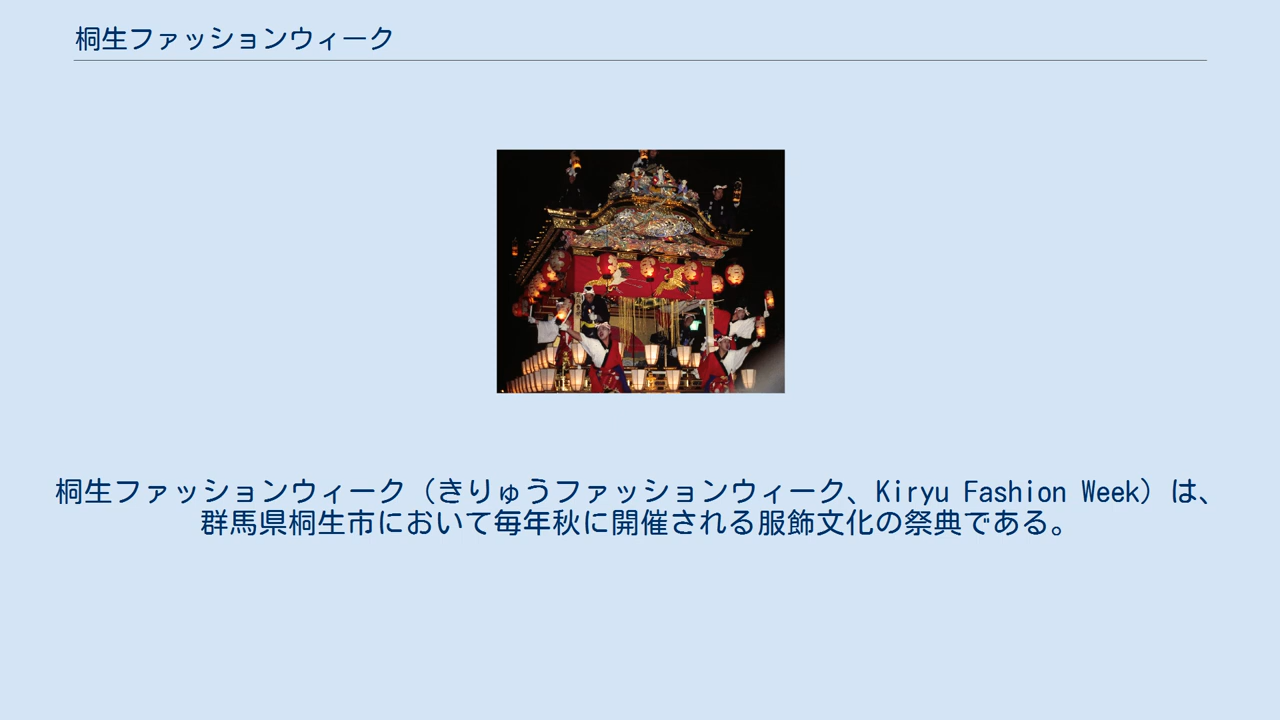 桐生ファッションウィーク
桐生ファッションウィーク（きりゅうファッションウィーク、Kiryu Fashion Week）は、
群馬県桐生市において毎年秋に開催される服飾文化の祭典である。